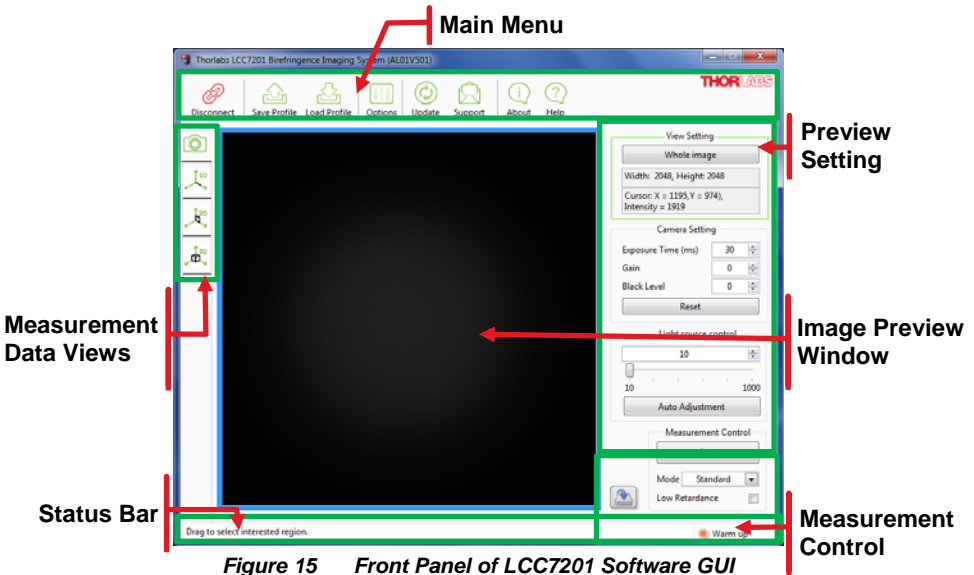 Main Menu
Thorlabs LCC7201 Birefringence Imaging System (AL01V501)
THORLABS
Disconnect Save Profile Load Profile Options Update Support About Help
View Setting
Whole image
Width: 2048, Height: 2048
Cursor: X = 1195,Y = 974),
Intensity = 1919
Preview
Setting
1D
2D
3D
Camera Setting
Exposure Time (ms) 30
Gain 0
Black Level 0
Reset
Measurement
Data Views
Light source control
10
10 1000
Auto Adjustment
Image Preview
Window
Measurement Control
Mode Standard
Low Retardance
Status Bar
Drag to select interested region.
Warm up
Measurement
Control
Figure 15 Front Panel of LCC7201 Software GUI